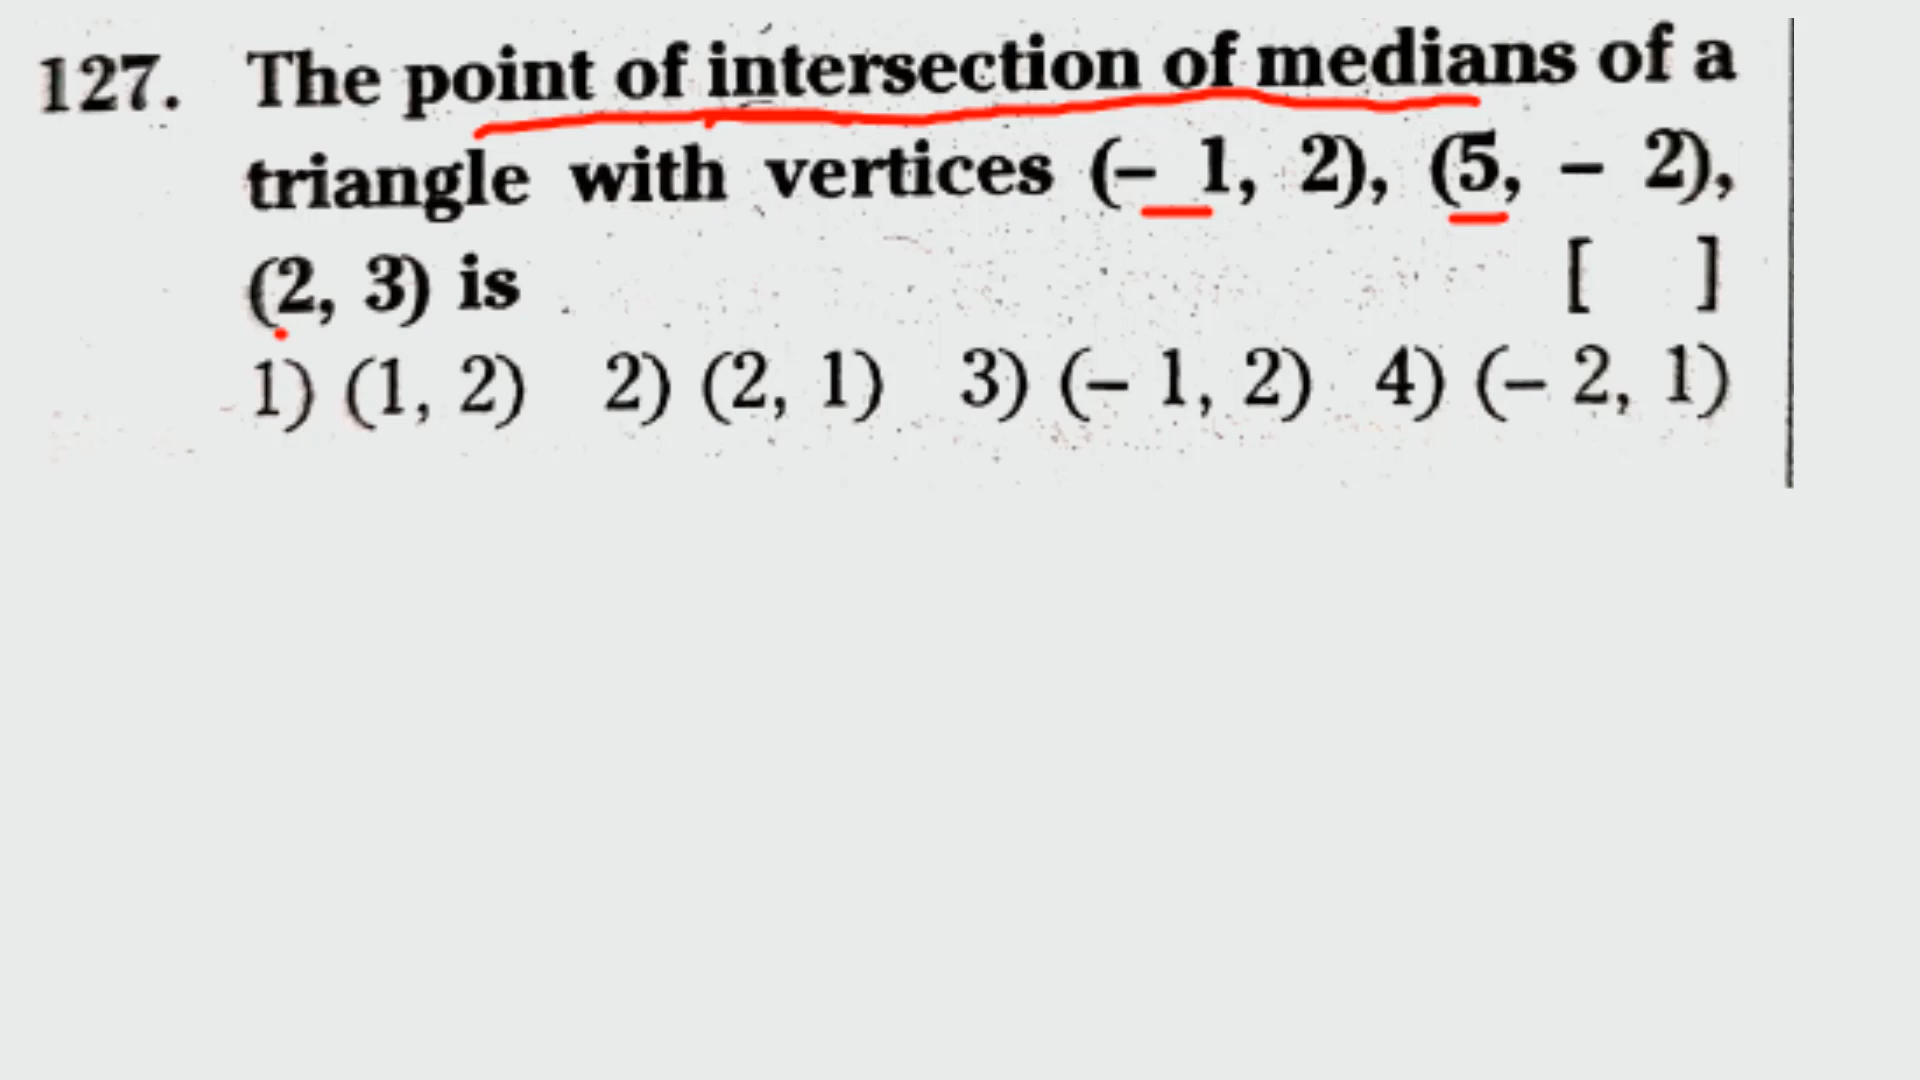 127. The point of intersection of medians of a
triangle with vertices (– 1, 2), (5, – 2),
(2, 3) is [ ]
1) (1, 2) 2) (2, 1) 3) (– 1, 2) 4) (– 2, 1)